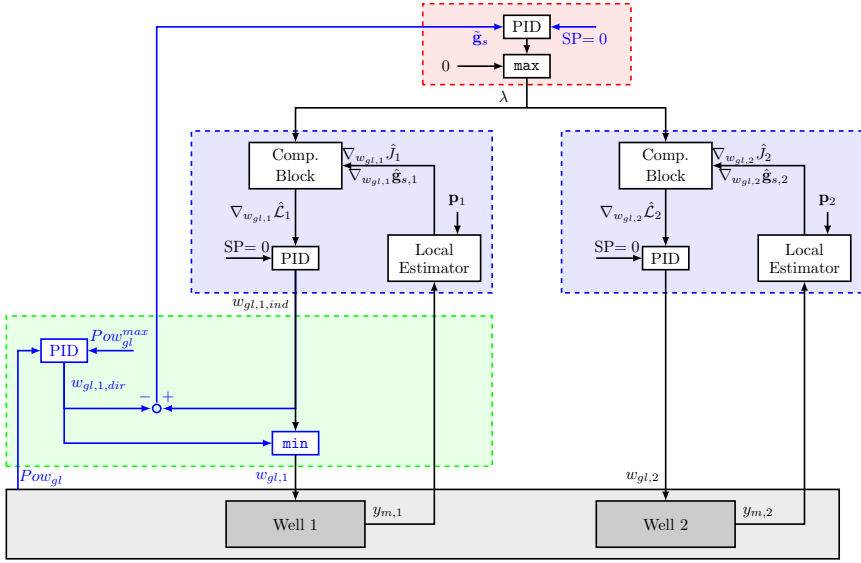 PID
g̃_s
SP= 0
0
max
λ
Comp.
Block
∇_{w_{gl,1}} Ĵ_1
∇_{w_{gl,1}} ĝ_{s,1}
p_1
∇_{w_{gl,1}} ℒ̂_1
SP= 0
PID
Local
Estimator
w_{gl,1,ind}
Comp.
Block
∇_{w_{gl,2}} Ĵ_2
∇_{w_{gl,2}} ĝ_{s,2}
p_2
∇_{w_{gl,2}} ℒ̂_2
SP= 0
PID
Local
Estimator
PID
Pow_{gl}^{max}
w_{gl,1,dir}
− +
min
Pow_{gl}
w_{gl,1}
w_{gl,2}
Well 1
y_{m,1}
Well 2
y_{m,2}